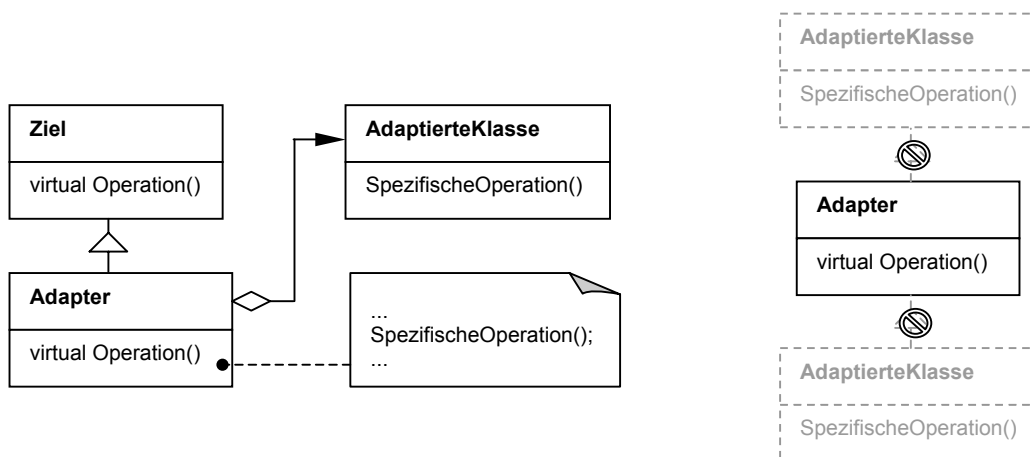 Ziel
virtual Operation()
AdaptierteKlasse
SpezifischeOperation()
Adapter
virtual Operation()
...
SpezifischeOperation();
...
AdaptierteKlasse
SpezifischeOperation()
Adapter
virtual Operation()
AdaptierteKlasse
SpezifischeOperation()